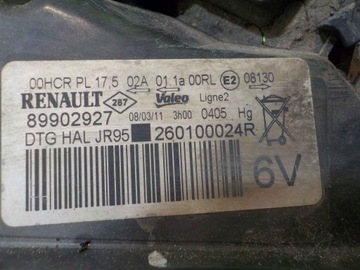 00HCR PL 17,5 02A 01.1a 00RL E2 08130
RENAULT 287 Valeo Ligne2
89902927 08/03/11 3h00 0405 Hg
DTG HAL JR95 260100024R
6V